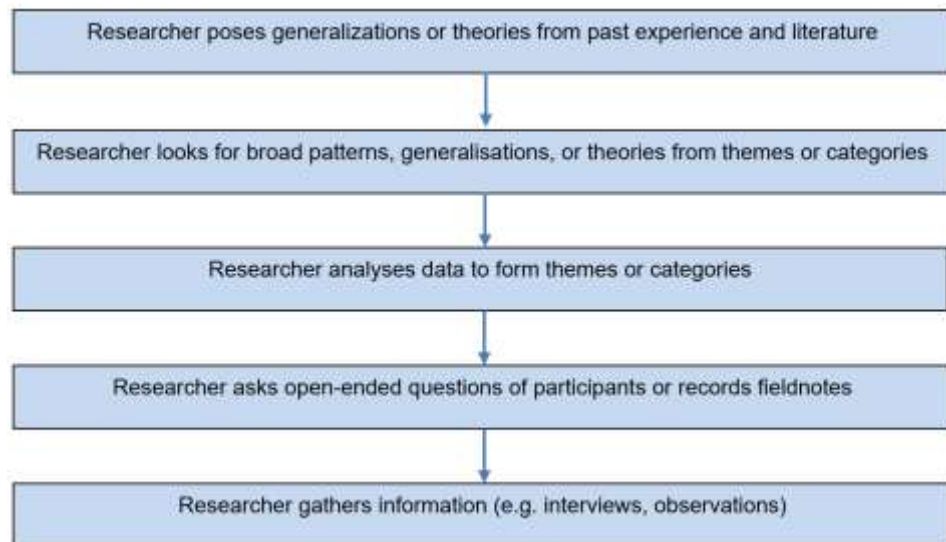 Researcher poses generalizations or theories from past experience and literature
Researcher looks for broad patterns, generalisations, or theories from themes or categories
Researcher analyses data to form themes or categories
Researcher asks open-ended questions of participants or records fieldnotes
Researcher gathers information (e.g. interviews, observations)